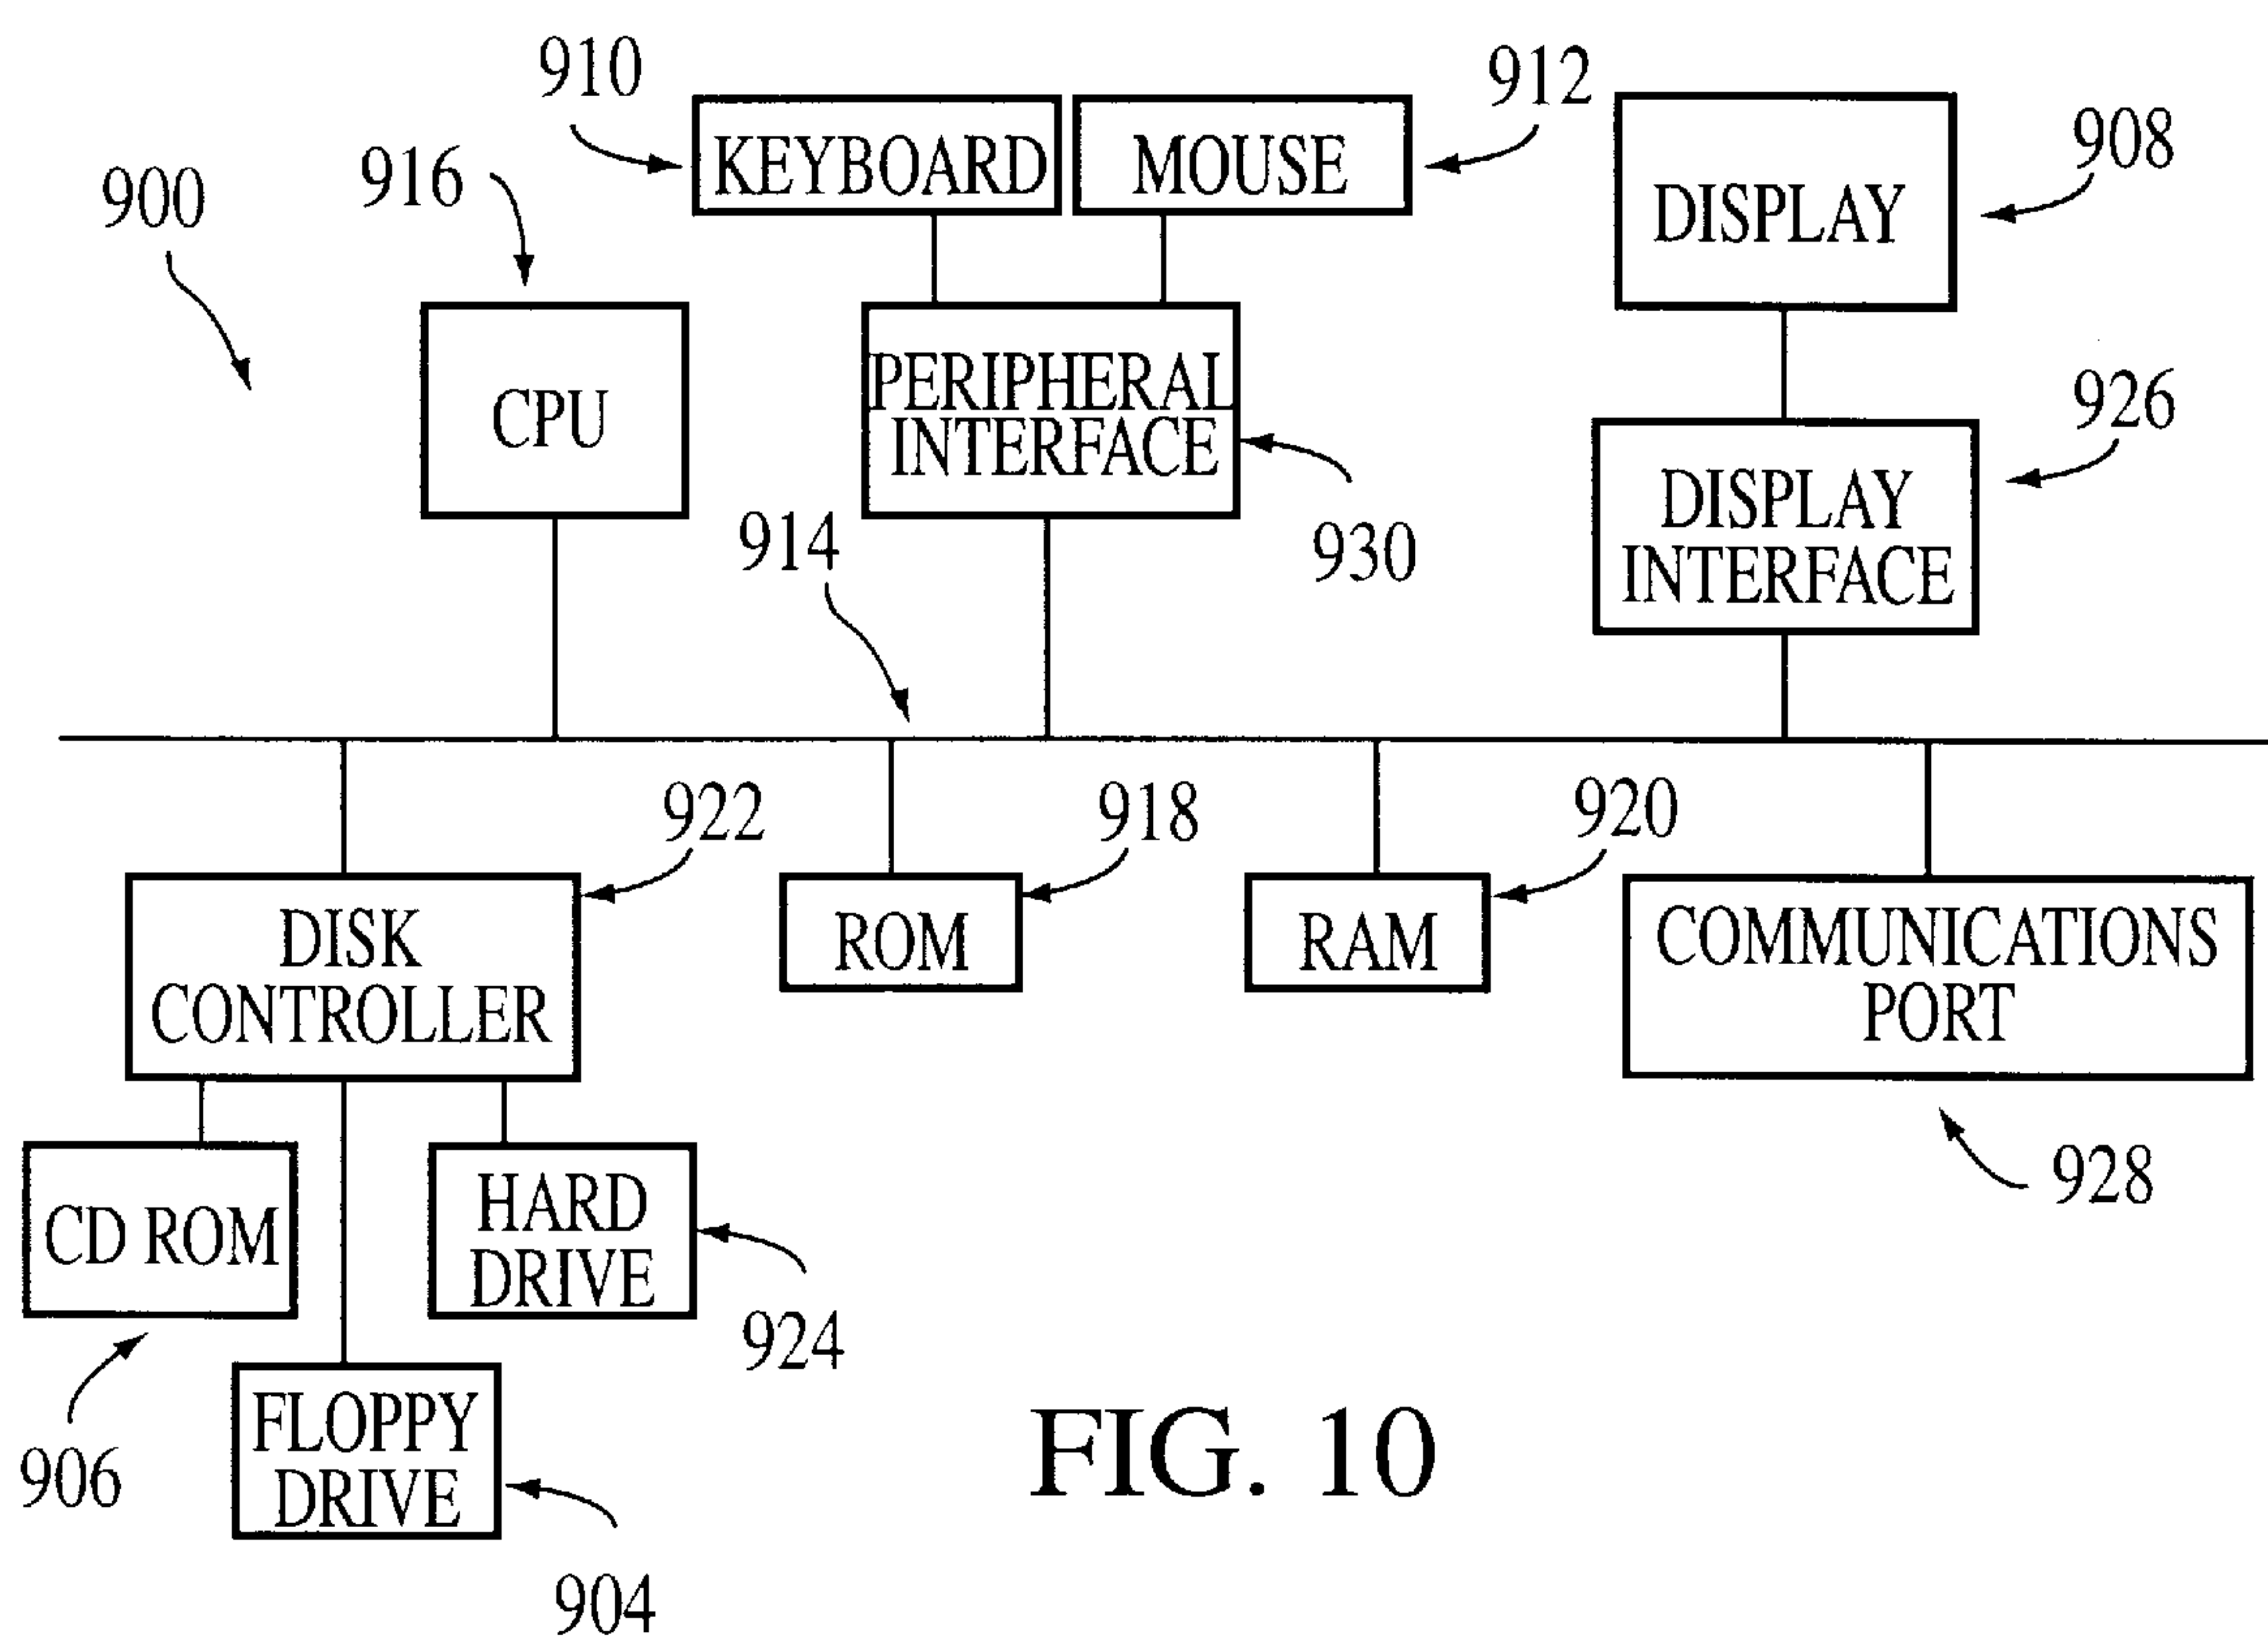 910
912
KEYBOARD
MOUSE
908
916
900
DISPLAY
CPU
PERIPHERAL
INTERFACE
926
914
930
DISPLAY
INTERFACE
922
918
920
DISK
CONTROLLER
ROM
RAM
COMMUNICATIONS
PORT
928
CD ROM
HARD
DRIVE
924
906
FLOPPY
DRIVE
904
FIG. 10